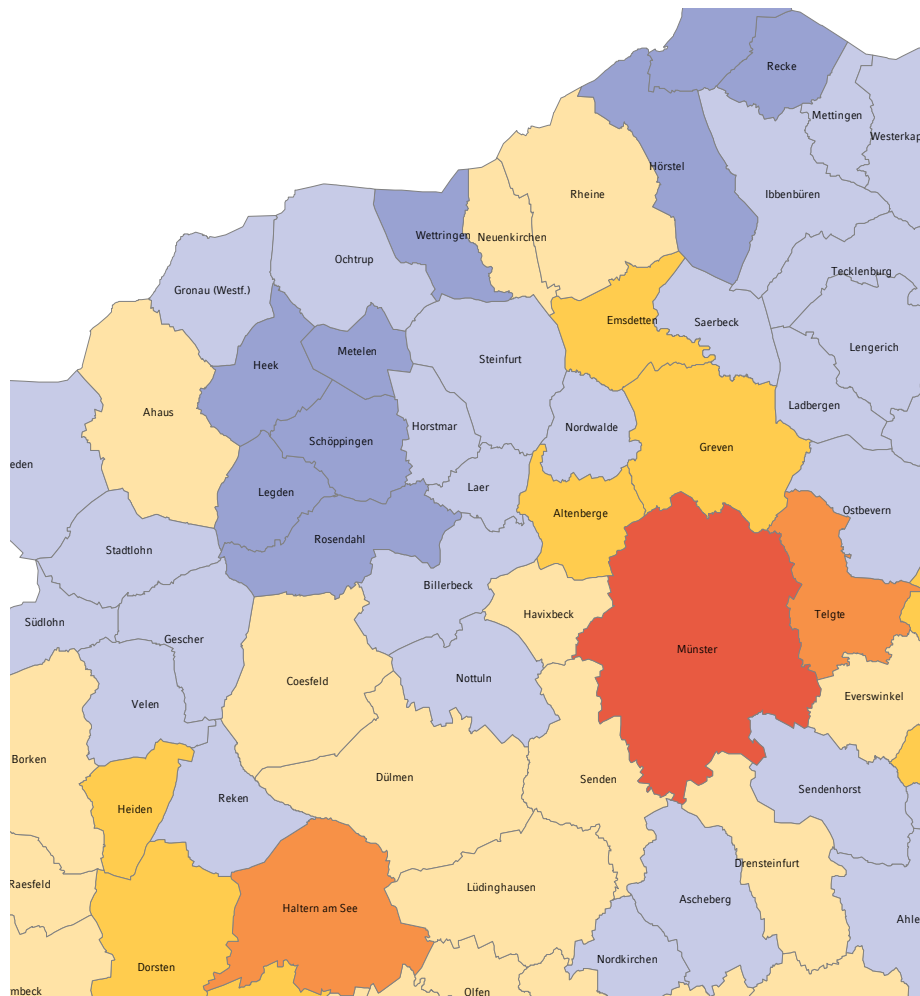 Recke
Mettingen
Westerkap
Hörstel
Rheine
Ibbenbüren
Wettringen
Neuenkirchen
Ochtrup
Tecklenburg
Gronau (Westf.)
Emsdetten
Saerbeck
Lengerich
Metelen
Steinfurt
Heek
Ladbergen
Ahaus
Horstmar
Nordwalde
Schöppingen
Greven
eden
Laer
Legden
Ostbevern
Altenberge
Rosendahl
Stadtlohn
Billerbeck
Havixbeck
Telgte
Südlohn
Gescher
Münster
Nottuln
Coesfeld
Everswinkel
Velen
Borken
Dülmen
Senden
Sendenhorst
Reken
Heiden
Drensteinfurt
Raesfeld
Lüdinghausen
Ascheberg
Haltern am See
Ahle
Nordkirchen
Dorsten
mbeck
Olfen